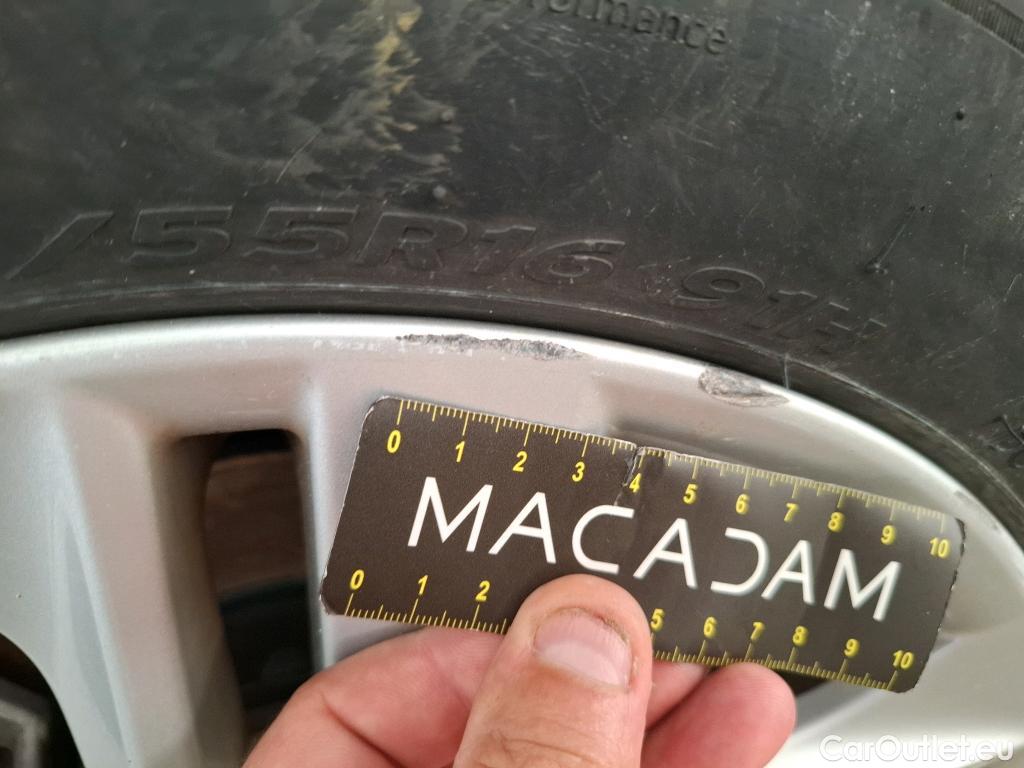 formance
/55R16 91H
0 1 2 3 4 5 6 7 8 9 10
MACADAM
0 1 2 5 6 7 8 9 10
CarOutlet.eu